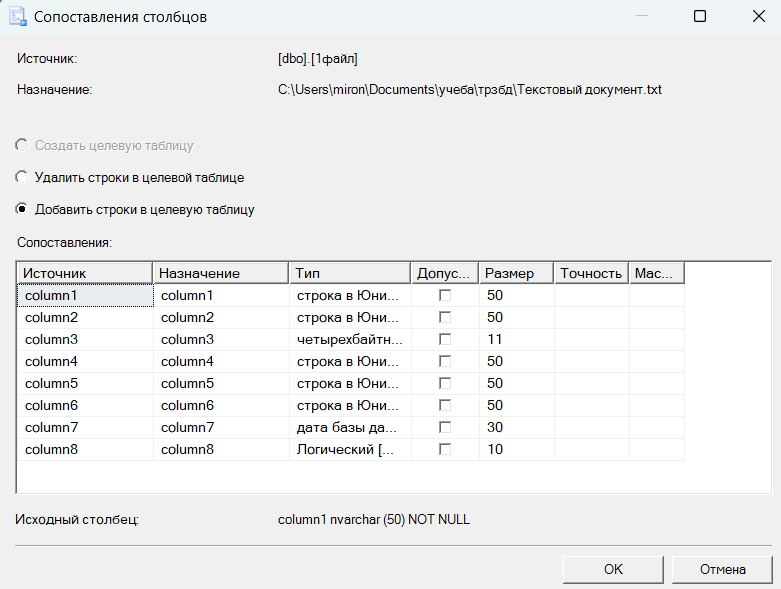 Сопоставления столбцов
Источник: [dbo].[1файл]
Назначение: C:\Users\miron\Documents\учеба\трзбд\Текстовый документ.txt
Создать целевую таблицу
Удалить строки в целевой таблице
Добавить строки в целевую таблицу
Сопоставления:
Источник Назначение Тип Допус... Размер Точность Мас...
column1 column1 строка в Юни... 50
column2 column2 строка в Юни... 50
column3 column3 четырехбайтн... 11
column4 column4 строка в Юни... 50
column5 column5 строка в Юни... 50
column6 column6 строка в Юни... 50
column7 column7 дата базы да... 30
column8 column8 Логический [... 10
Исходный столбец: column1 nvarchar (50) NOT NULL
OK Отмена